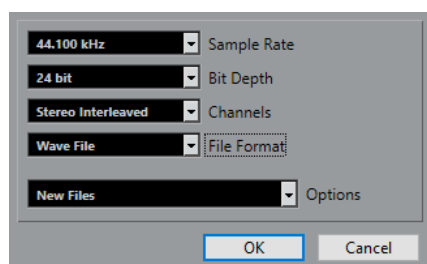 44.100 kHz Sample Rate
24 bit Bit Depth
Stereo Interleaved Channels
Wave File File Format
New Files Options
OK Cancel